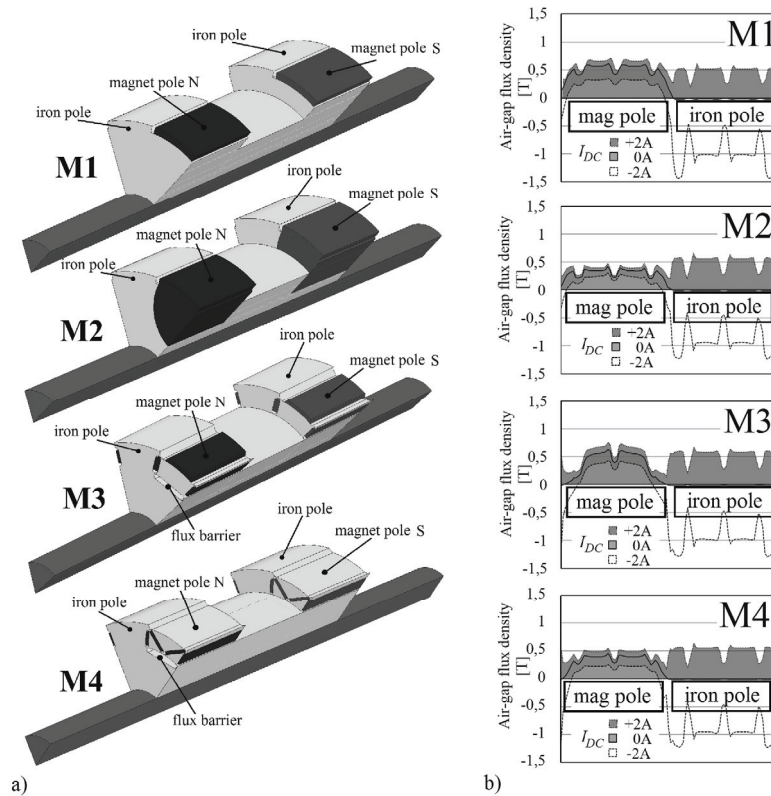 a)
iron pole
magnet pole S
magnet pole N
iron pole
M1
iron pole
magnet pole S
magnet pole N
iron pole
M2
iron pole
magnet pole S
magnet pole N
iron pole
M3
flux barrier
iron pole
magnet pole S
magnet pole N
iron pole
M4
flux barrier
a)
b)
M1
Air-gap flux density
[T]
1,5
1
0,5
0
-0,5
-1
-1,5
mag pole
iron pole
I_DC
+2A
0A
-2A
M2
Air-gap flux density
[T]
1,5
1
0,5
0
-0,5
-1
-1,5
mag pole
iron pole
I_DC
+2A
0A
-2A
M3
Air-gap flux density
[T]
1,5
1
0,5
0
-0,5
-1
-1,5
mag pole
iron pole
I_DC
+2A
0A
-2A
M4
Air-gap flux density
[T]
1,5
1
0,5
0
-0,5
-1
-1,5
mag pole
iron pole
I_DC
+2A
0A
-2A
b)